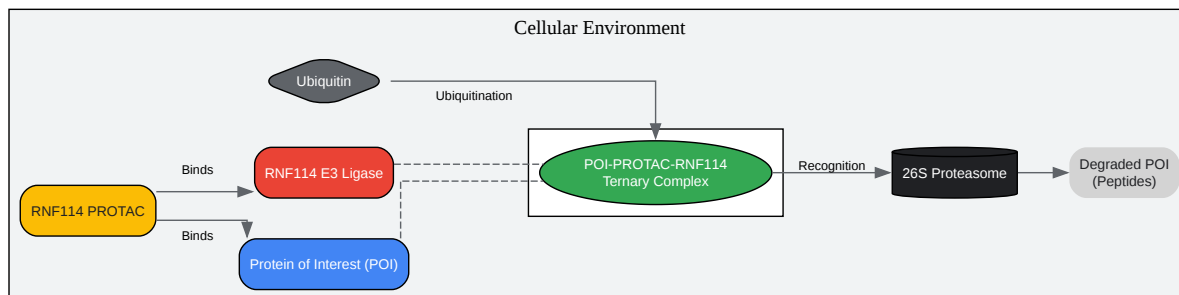 Cellular Environment
Ubiquitin
Ubiquitination
Binds
RNF114 E3 Ligase
POI-PROTAC-RNF114
Ternary Complex
Recognition
26S Proteasome
Degraded POI
(Peptides)
RNF114 PROTAC
Binds
Protein of Interest (POI)